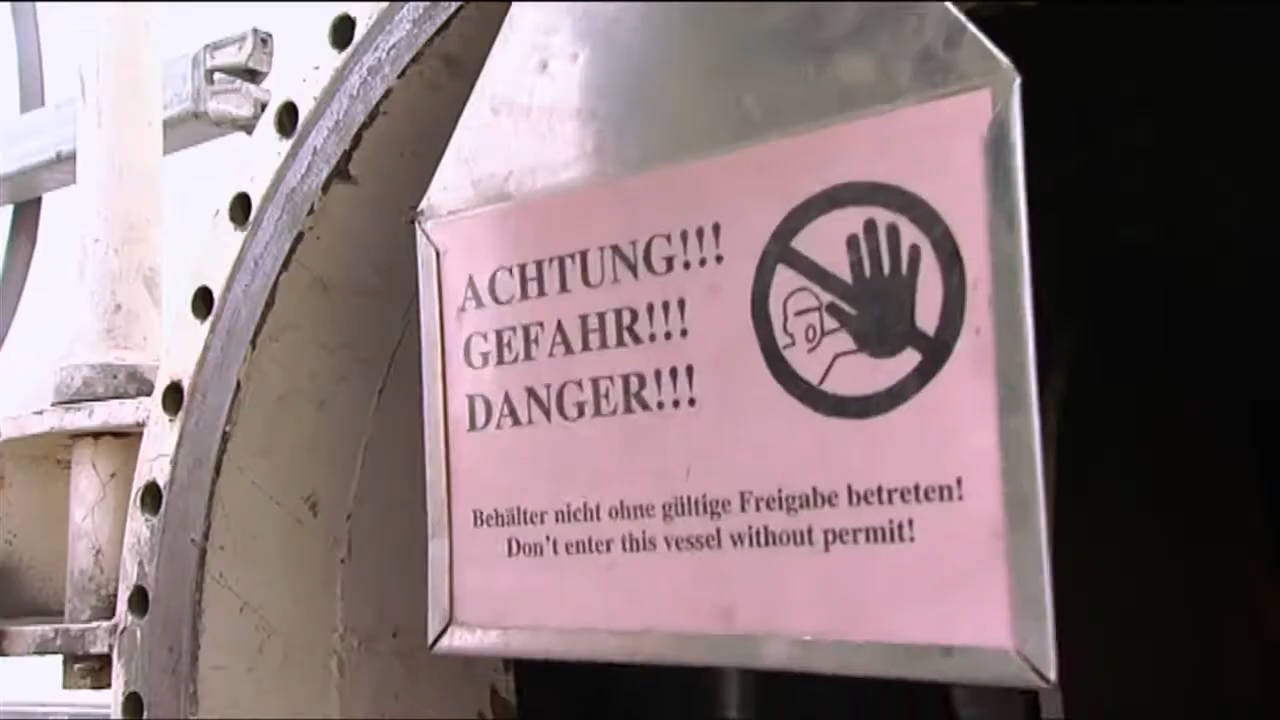 ACHTUNG!!!
GEFAHR!!!
DANGER!!!
Behälter nicht ohne gültige Freigabe betreten!
Don't enter this vessel without permit!